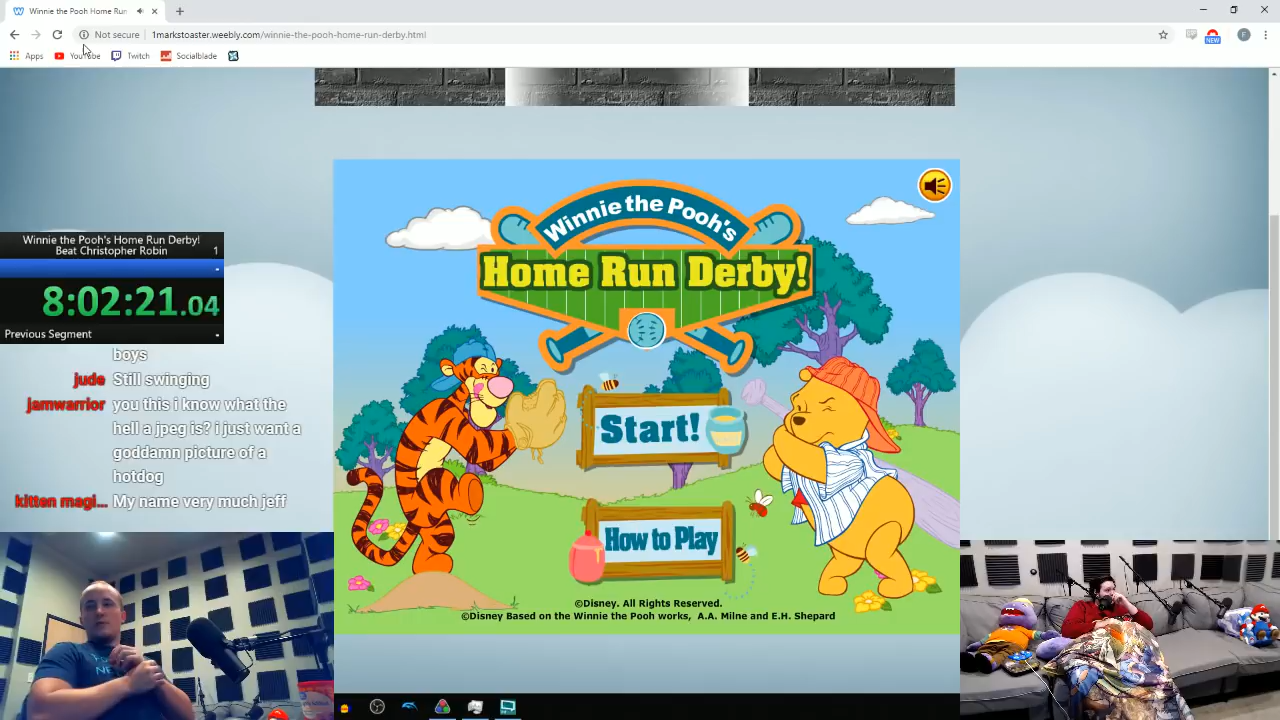 Winnie the Pooh Home Run
Not secure
1markstoaster.weebly.com/winnie-the-pooh-home-run-derby.html
NEW
F
Apps
YouTube
Twitch
Socialblade
Winnie the Pooh's
Home Run Derby!
Start!
How to Play
©Disney. All Rights Reserved.
©Disney Based on the Winnie the Pooh works, A.A. Milne and E.H. Shepard
Winnie the Pooh's Home Run Derby!
Beat Christopher Robin 1
-
8:02:21.04
Previous Segment -
boys
jude Still swinging
jamwarrior you this i know what the
hell a jpeg is? i just want a
goddamn picture of a
hotdog
kitten magi... My name very much jeff